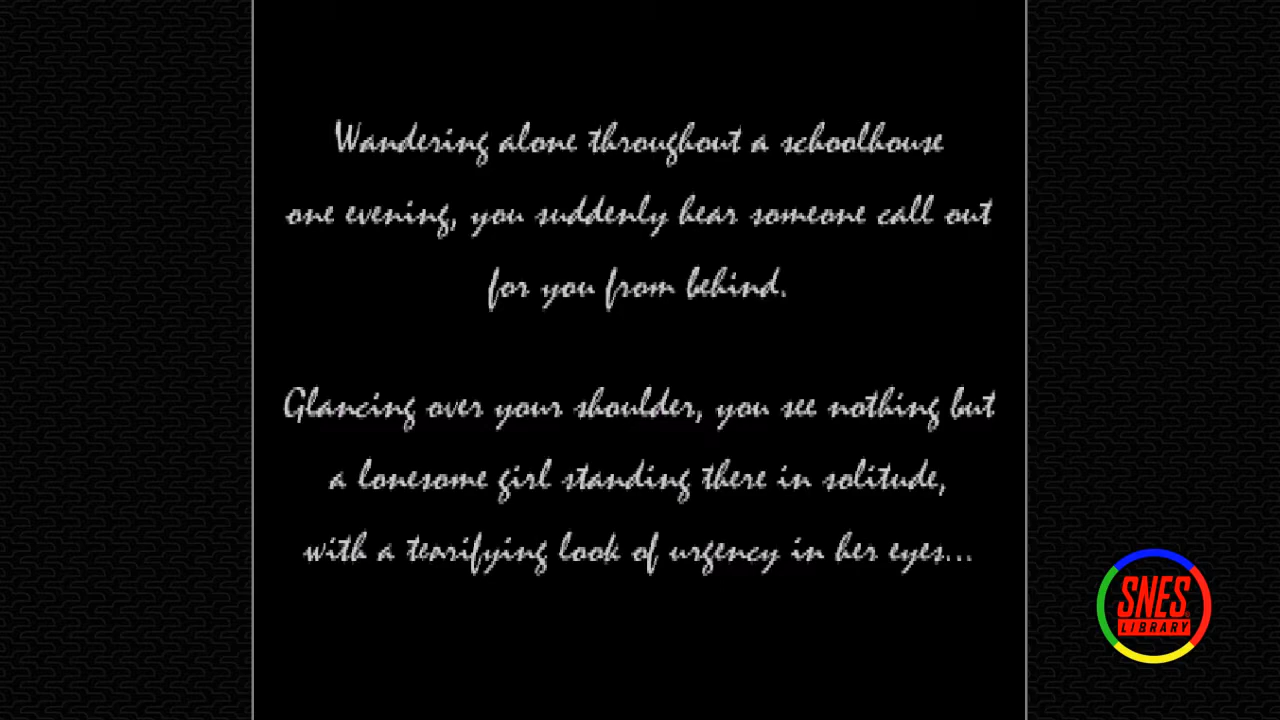 Wandering alone throughout a schoolhouse
one evening, you suddenly hear someone call out
for you from behind.
Glancing over your shoulder, you see nothing but
a lonesome girl standing there in solitude,
with a tearifying look of urgency in her eyes...
SNES
LIBRARY